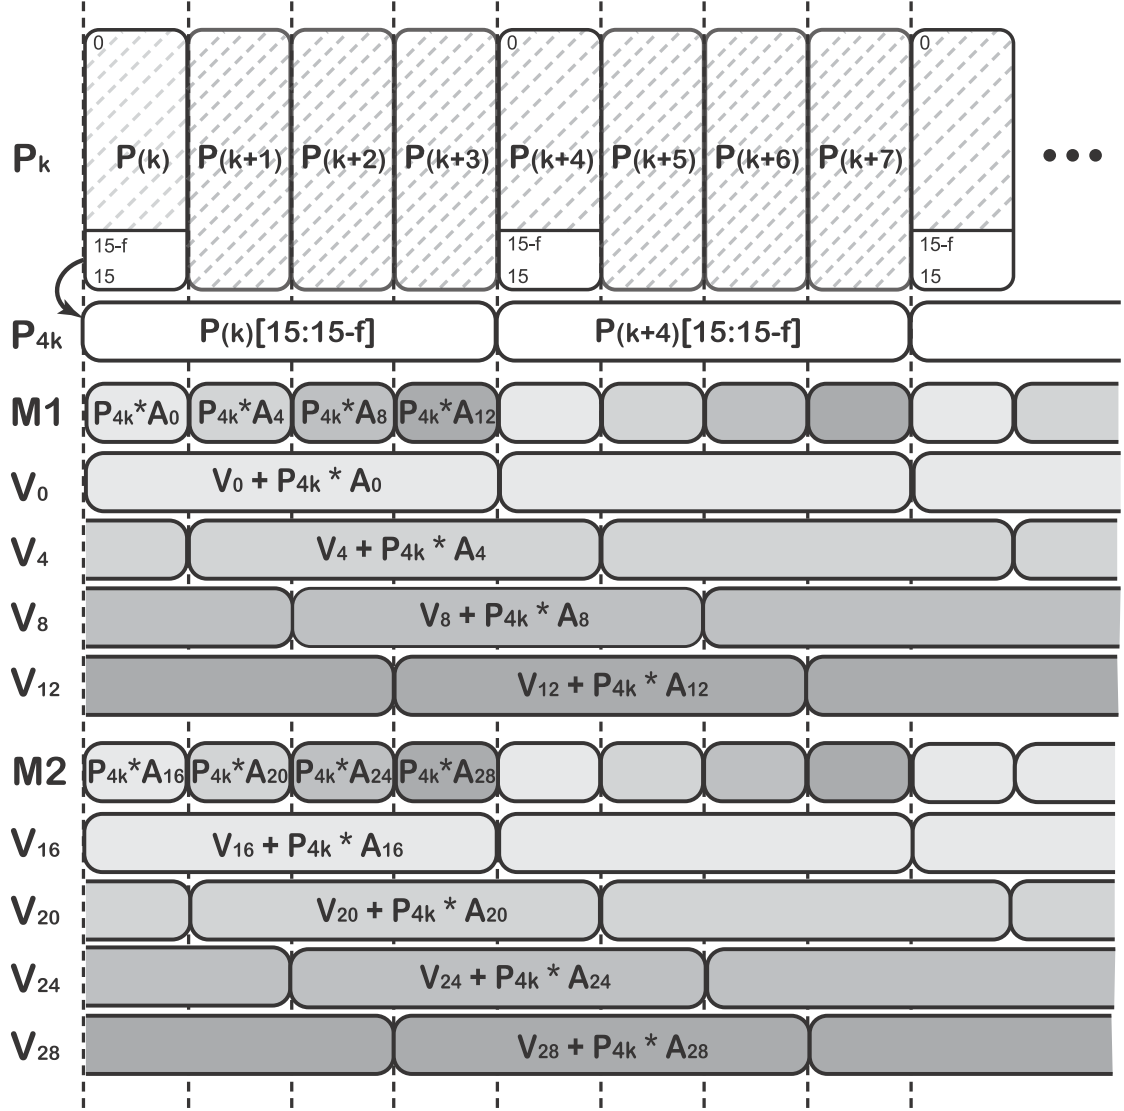 0 0 0
Pk P(k) P(k+1) P(k+2) P(k+3) P(k+4) P(k+5) P(k+6) P(k+7) •••
15-f 15-f 15-f
15 15 15
P4k P(k)[15:15-f] P(k+4)[15:15-f]
M1 P4k*A0 P4k*A4 P4k*A8 P4k*A12
V0 V0 + P4k * A0
V4 V4 + P4k * A4
V8 V8 + P4k * A8
V12 V12 + P4k * A12
M2 P4k*A16 P4k*A20 P4k*A24 P4k*A28
V16 V16 + P4k * A16
V20 V20 + P4k * A20
V24 V24 + P4k * A24
V28 V28 + P4k * A28